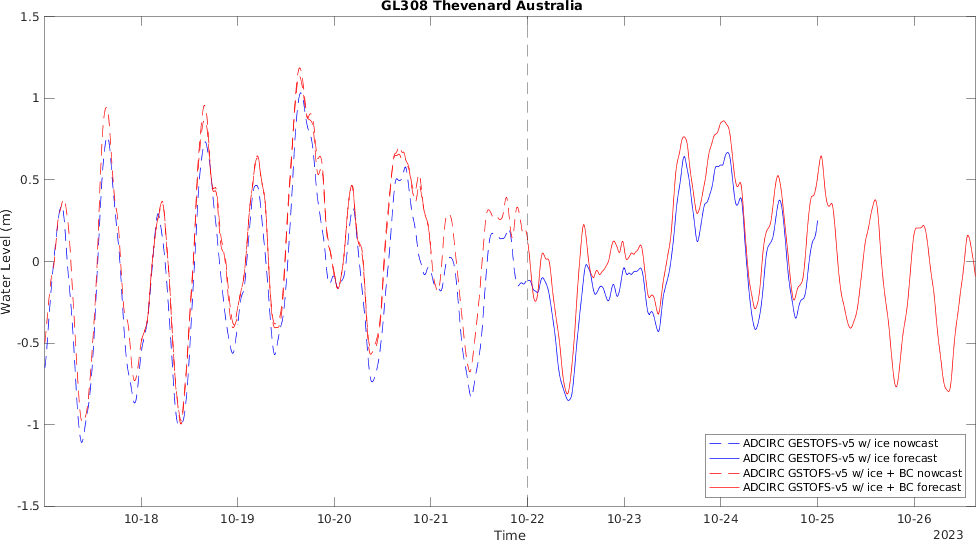 GL308 Thevenard Australia
1.5
1
0.5
0
-0.5
-1
-1.5
Water Level (m)
10-18 10-19 10-20 10-21 10-22 10-23 10-24 10-25 10-26
Time
2023
ADCIRC GESTOFS-v5 w/ ice nowcast
ADCIRC GESTOFS-v5 w/ ice forecast
ADCIRC GSTOFS-v5 w/ ice + BC nowcast
ADCIRC GSTOFS-v5 w/ ice + BC forecast